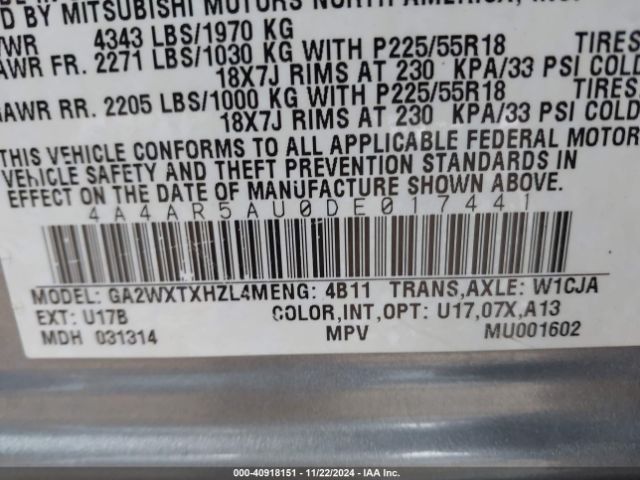 D BY MITSUBISHI MOTORS NORTH AMERICA, INC.
4343 LBS/1970 KG
AWR FR. 2271 LBS/1030 KG WITH P225/55R18 TIRES
18X7J RIMS AT 230 KPA/33 PSI COLD
AWR RR. 2205 LBS/1000 KG WITH P225/55R18 TIRES
18X7J RIMS AT 230 KPA/33 PSI COLD
THIS VEHICLE CONFORMS TO ALL APPLICABLE FEDERAL MOTOR
VEHICLE SAFETY AND THEFT PREVENTION STANDARDS IN
EFFECT ON THE DATE OF MANUFACTURE SHOWN ABOVE.
4A4AR5AU0DE017441
MODEL: GA2WXTXHZL4M ENG: 4B11 TRANS,AXLE: W1CJA
EXT: U17B COLOR,INT,OPT: U17,07X,A13
MDH 031314 MPV MU001602
000-40918151 - 11/22/2024 - IAA Inc.